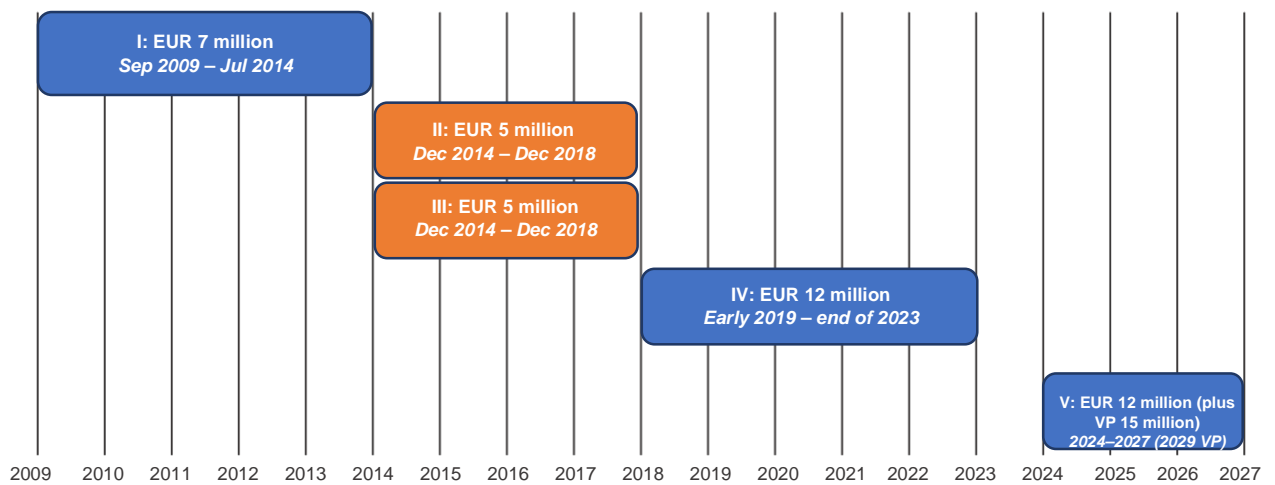 I: EUR 7 million
Sep 2009 – Jul 2014
II: EUR 5 million
Dec 2014 – Dec 2018
III: EUR 5 million
Dec 2014 – Dec 2018
IV: EUR 12 million
Early 2019 – end of 2023
V: EUR 12 million (plus
VP 15 million)
2024–2027 (2029 VP)
2009 2010 2011 2012 2013 2014 2015 2016 2017 2018 2019 2020 2021 2022 2023 2024 2025 2026 2027